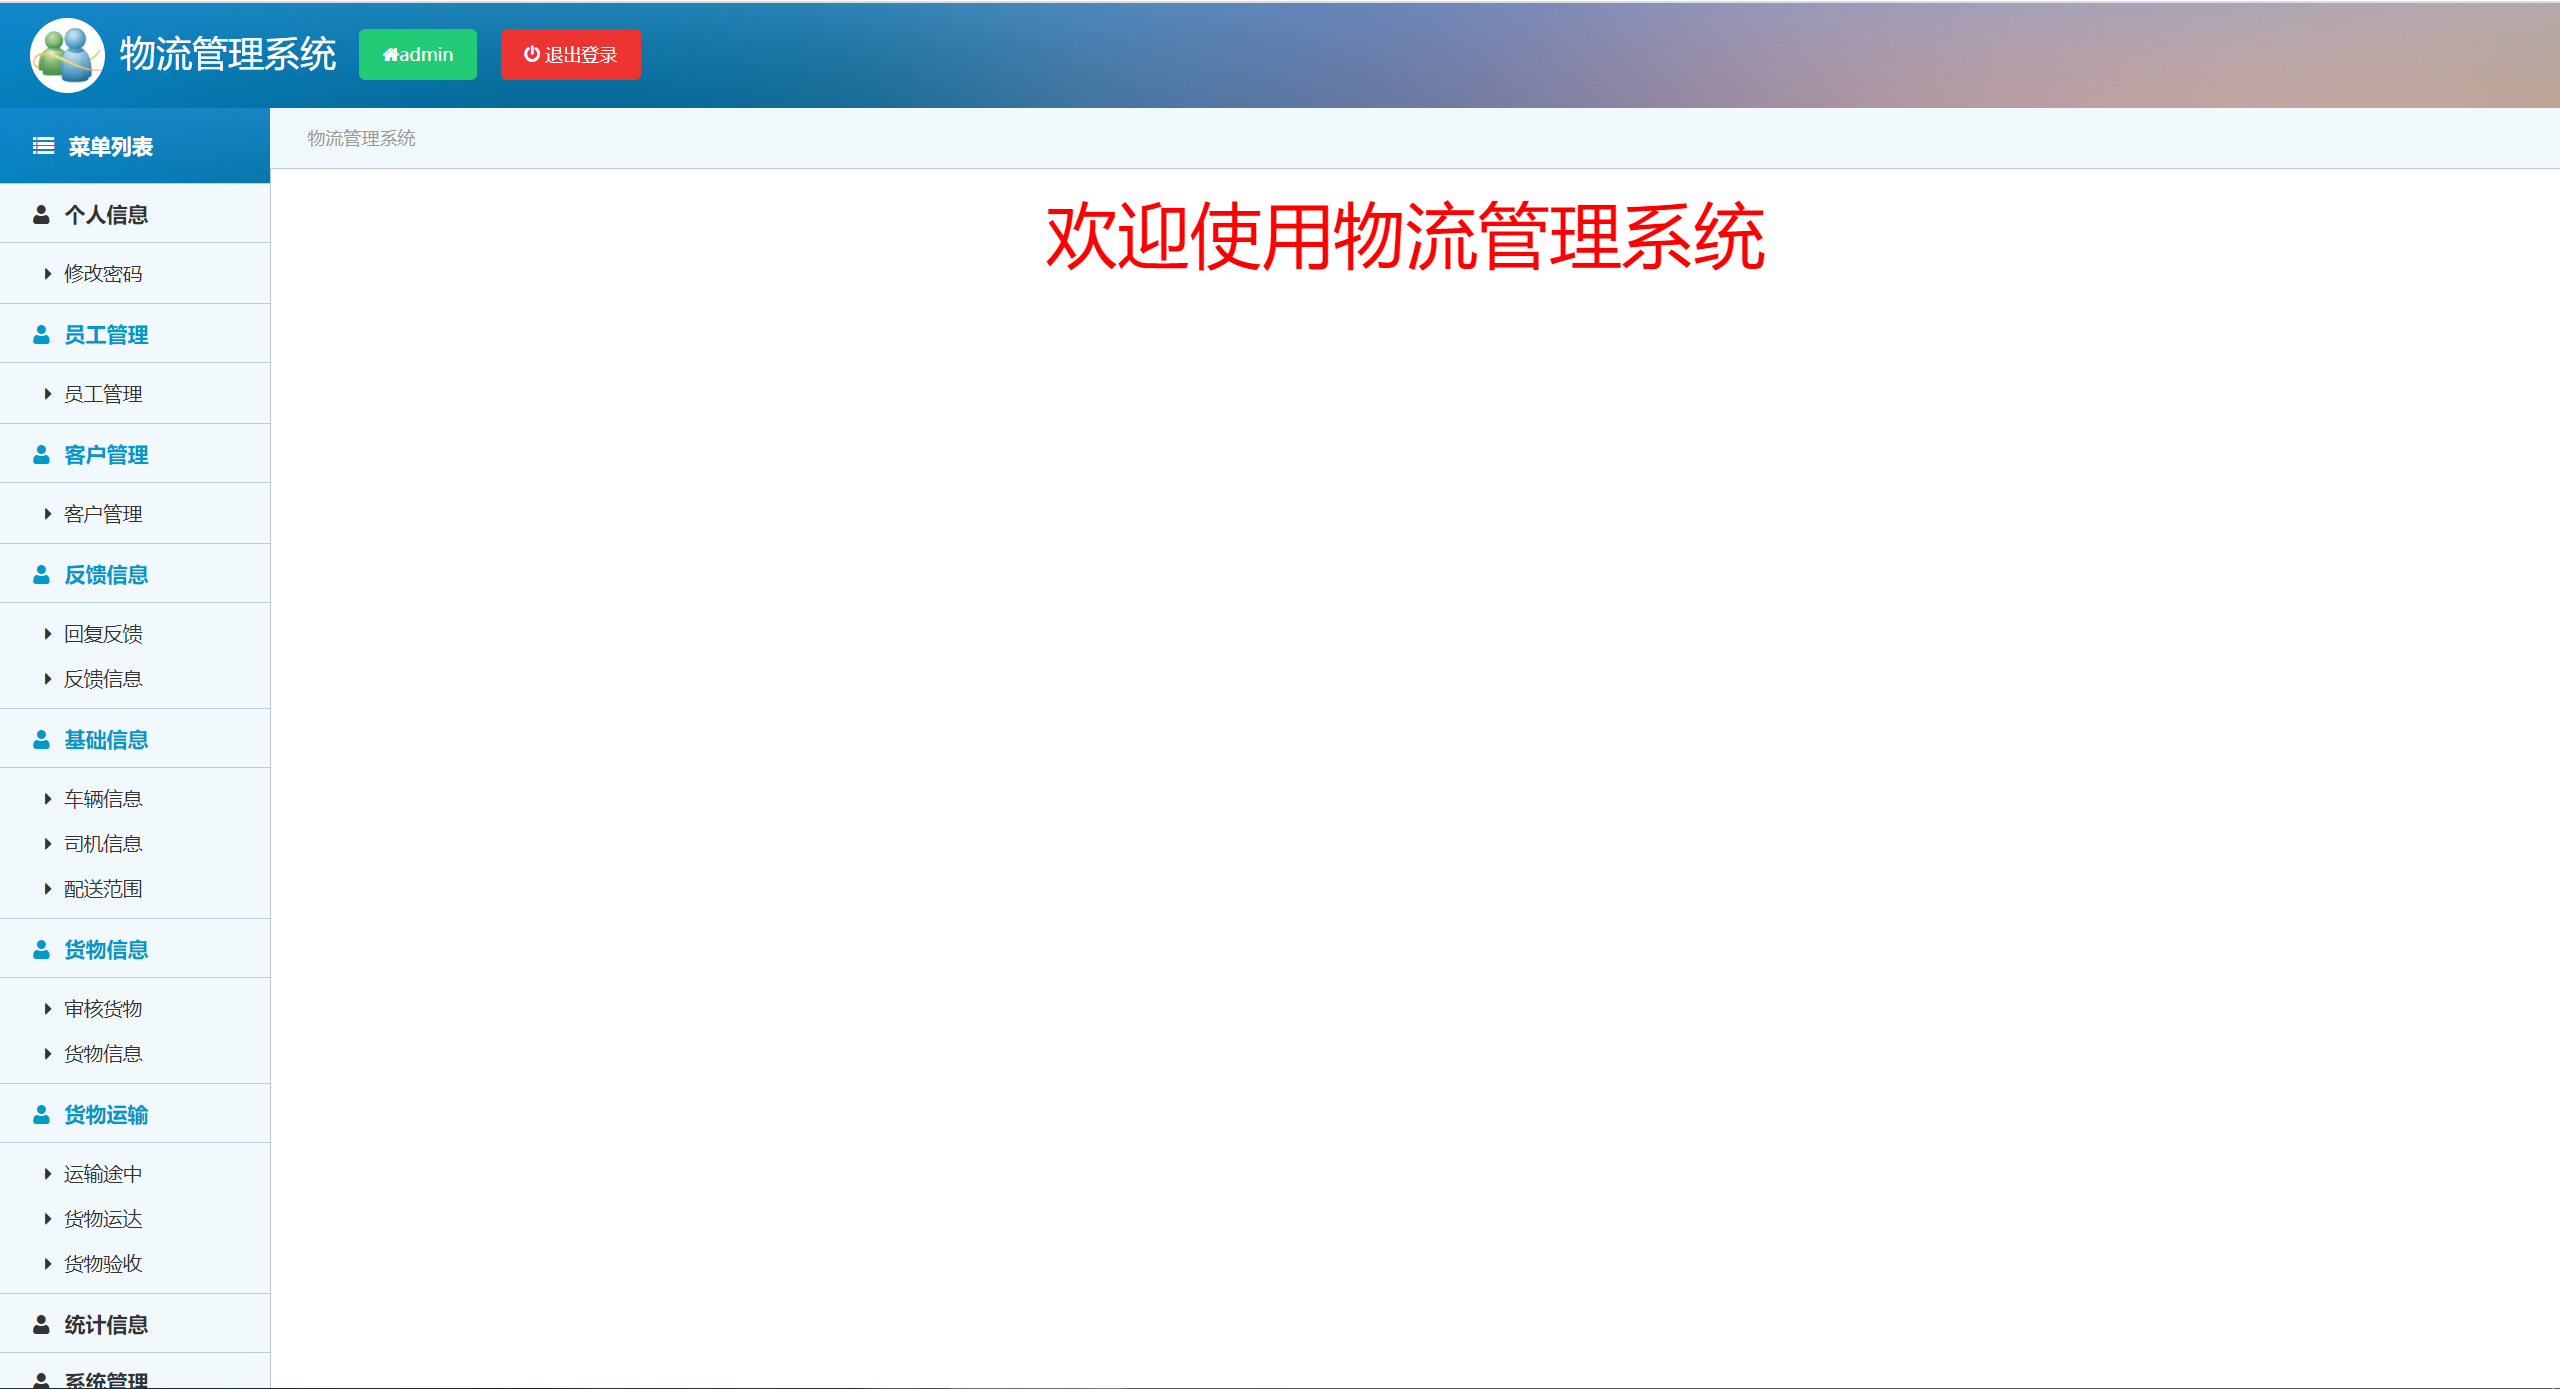 物流管理系统
admin
退出登录
菜单列表
物流管理系统
欢迎使用物流管理系统
个人信息
修改密码
员工管理
员工管理
客户管理
客户管理
反馈信息
回复反馈
反馈信息
基础信息
车辆信息
司机信息
配送范围
货物信息
审核货物
货物信息
货物运输
运输途中
货物运达
货物验收
统计信息
系统管理